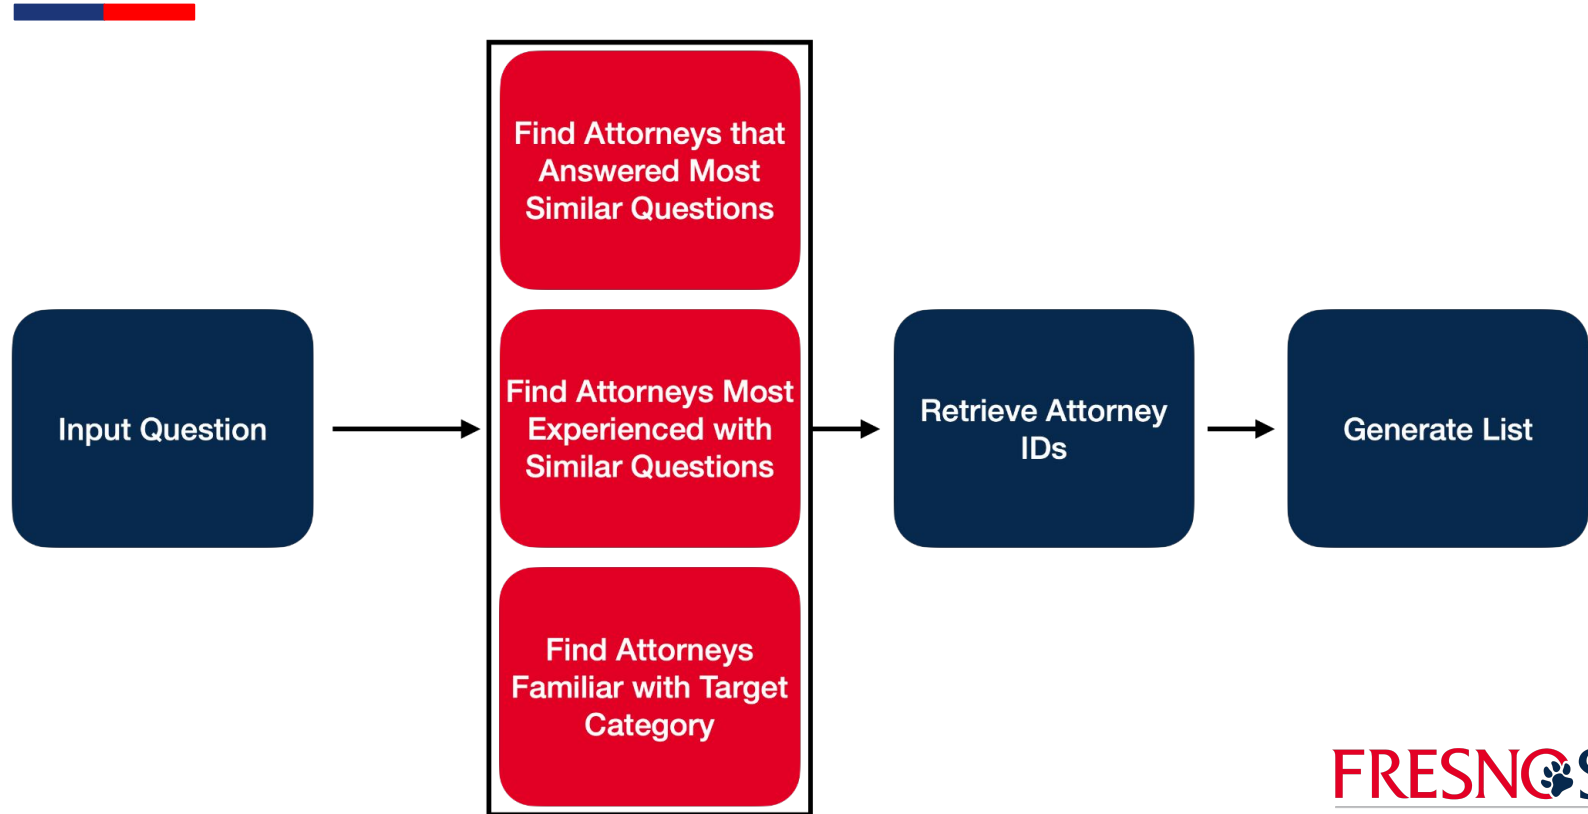 Find Attorneys that
Answered Most
Similar Questions
Input Question
Find Attorneys Most
Experienced with
Similar Questions
Retrieve Attorney
IDs
Generate List
Find Attorneys
Familiar with Target
Category
FRESNO